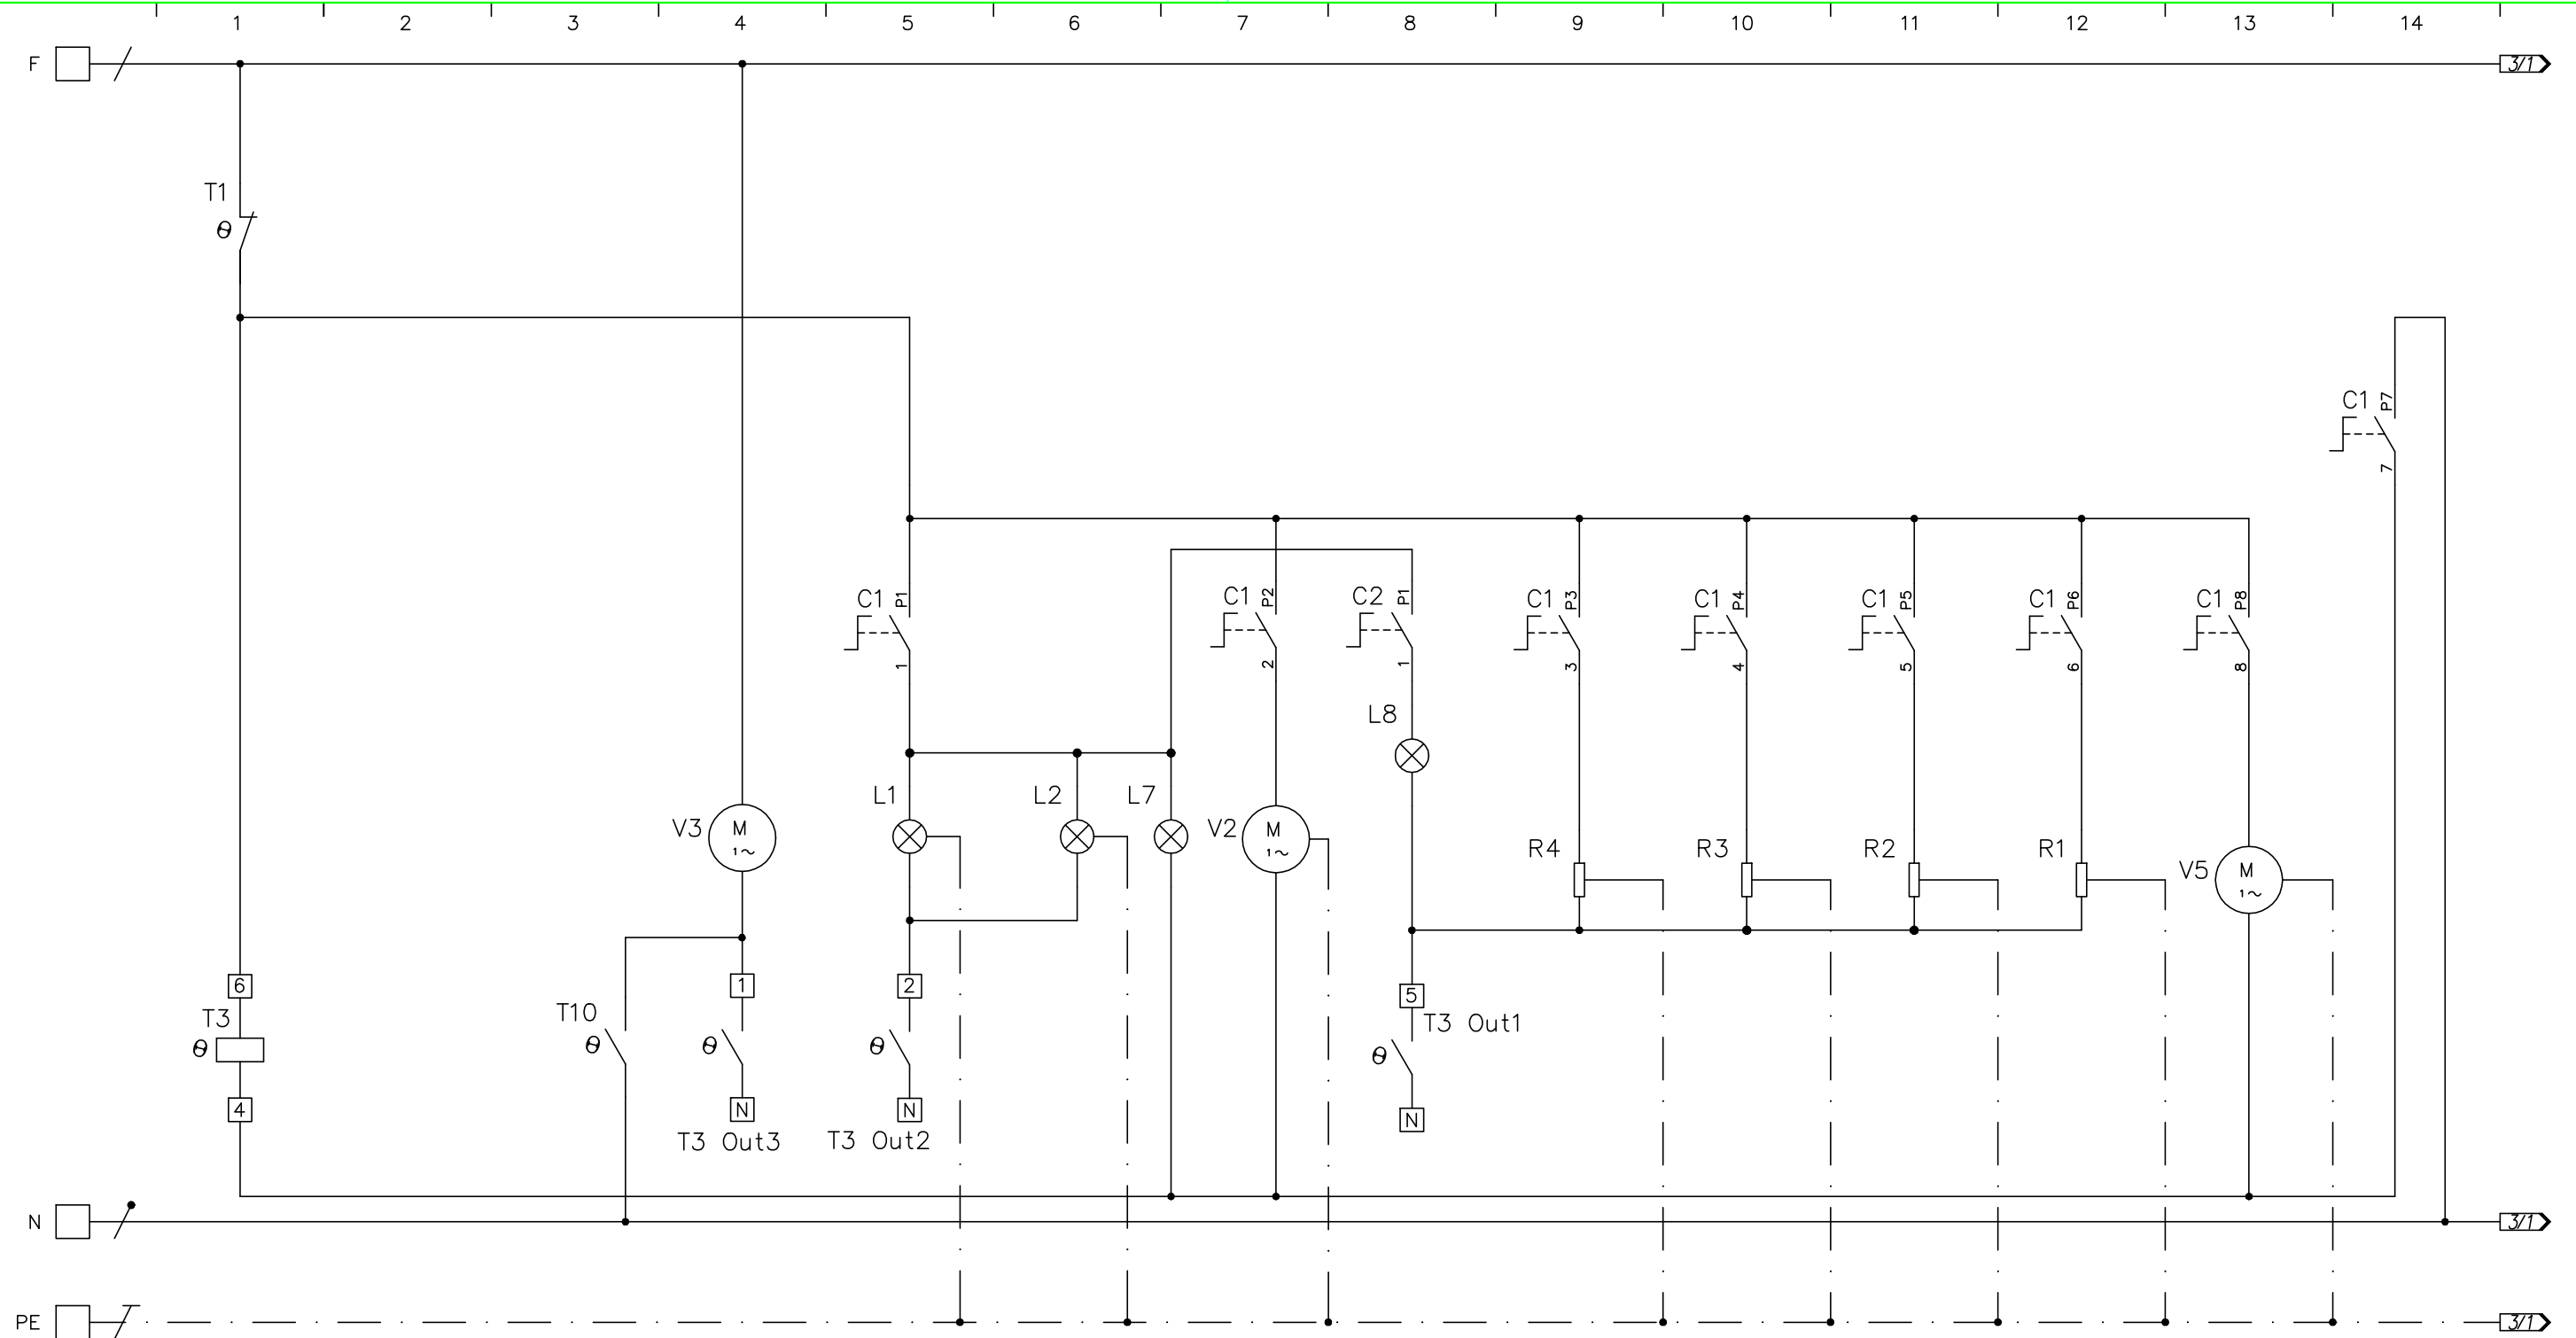 1 2 3 4 5 6 7 8 9 10 11 12 13 14
F 3/1
T1
θ
C1 P7
7
C1 P1
1
C1 P2
2
C2 P1
1
C1 P3
3
C1 P4
4
C1 P5
5
C1 P6
6
C1 P8
8
L8
L1 L2 L7
V3 M 1~
V2 M 1~
R4 R3 R2 R1
V5 M 1~
6 1 2 5
T3 T10 T3 Out1
θ θ θ θ θ
4 N N N
T3 Out3 T3 Out2
N 3/1
PE 3/1